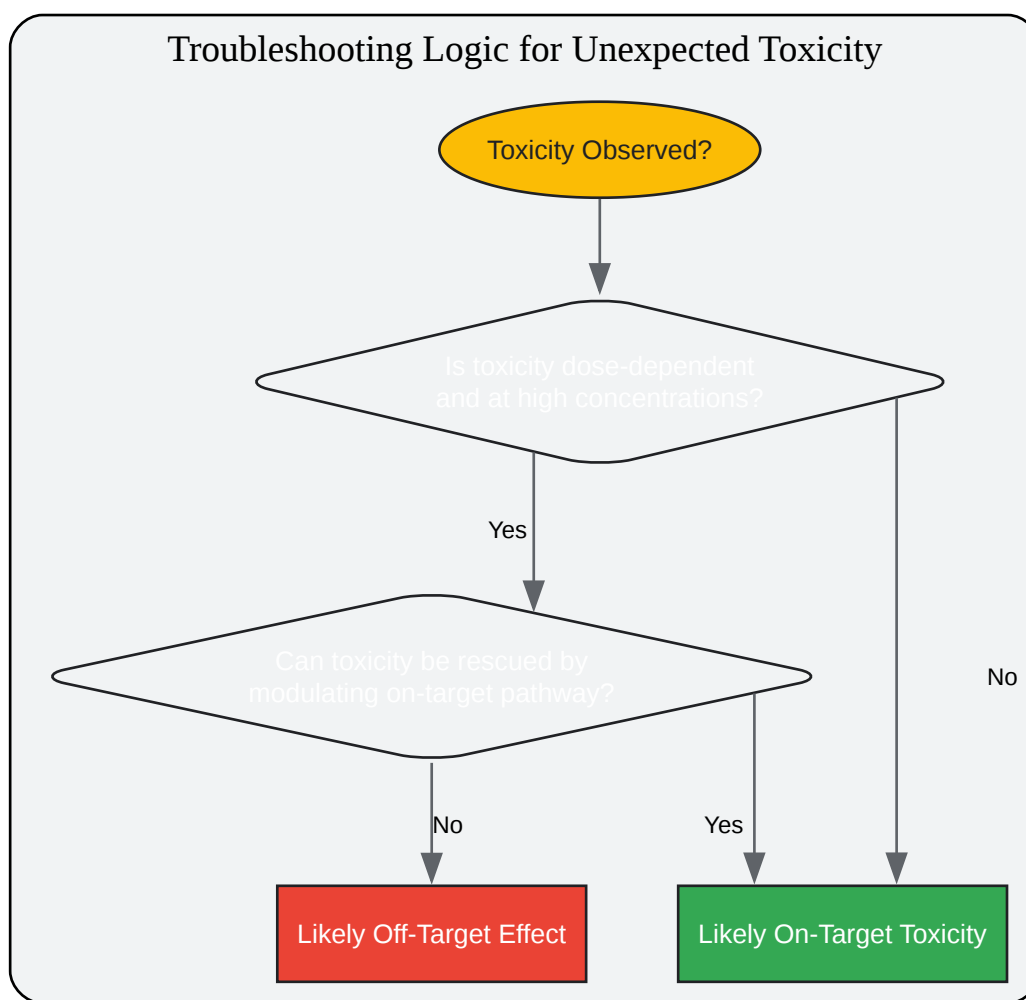 Troubleshooting Logic for Unexpected Toxicity
Toxicity Observed?
Is toxicity dose-dependent
and at high concentrations?
Yes
Can toxicity be rescued by
modulating on-target pathway?
No
No
Yes
Likely Off-Target Effect
Likely On-Target Toxicity